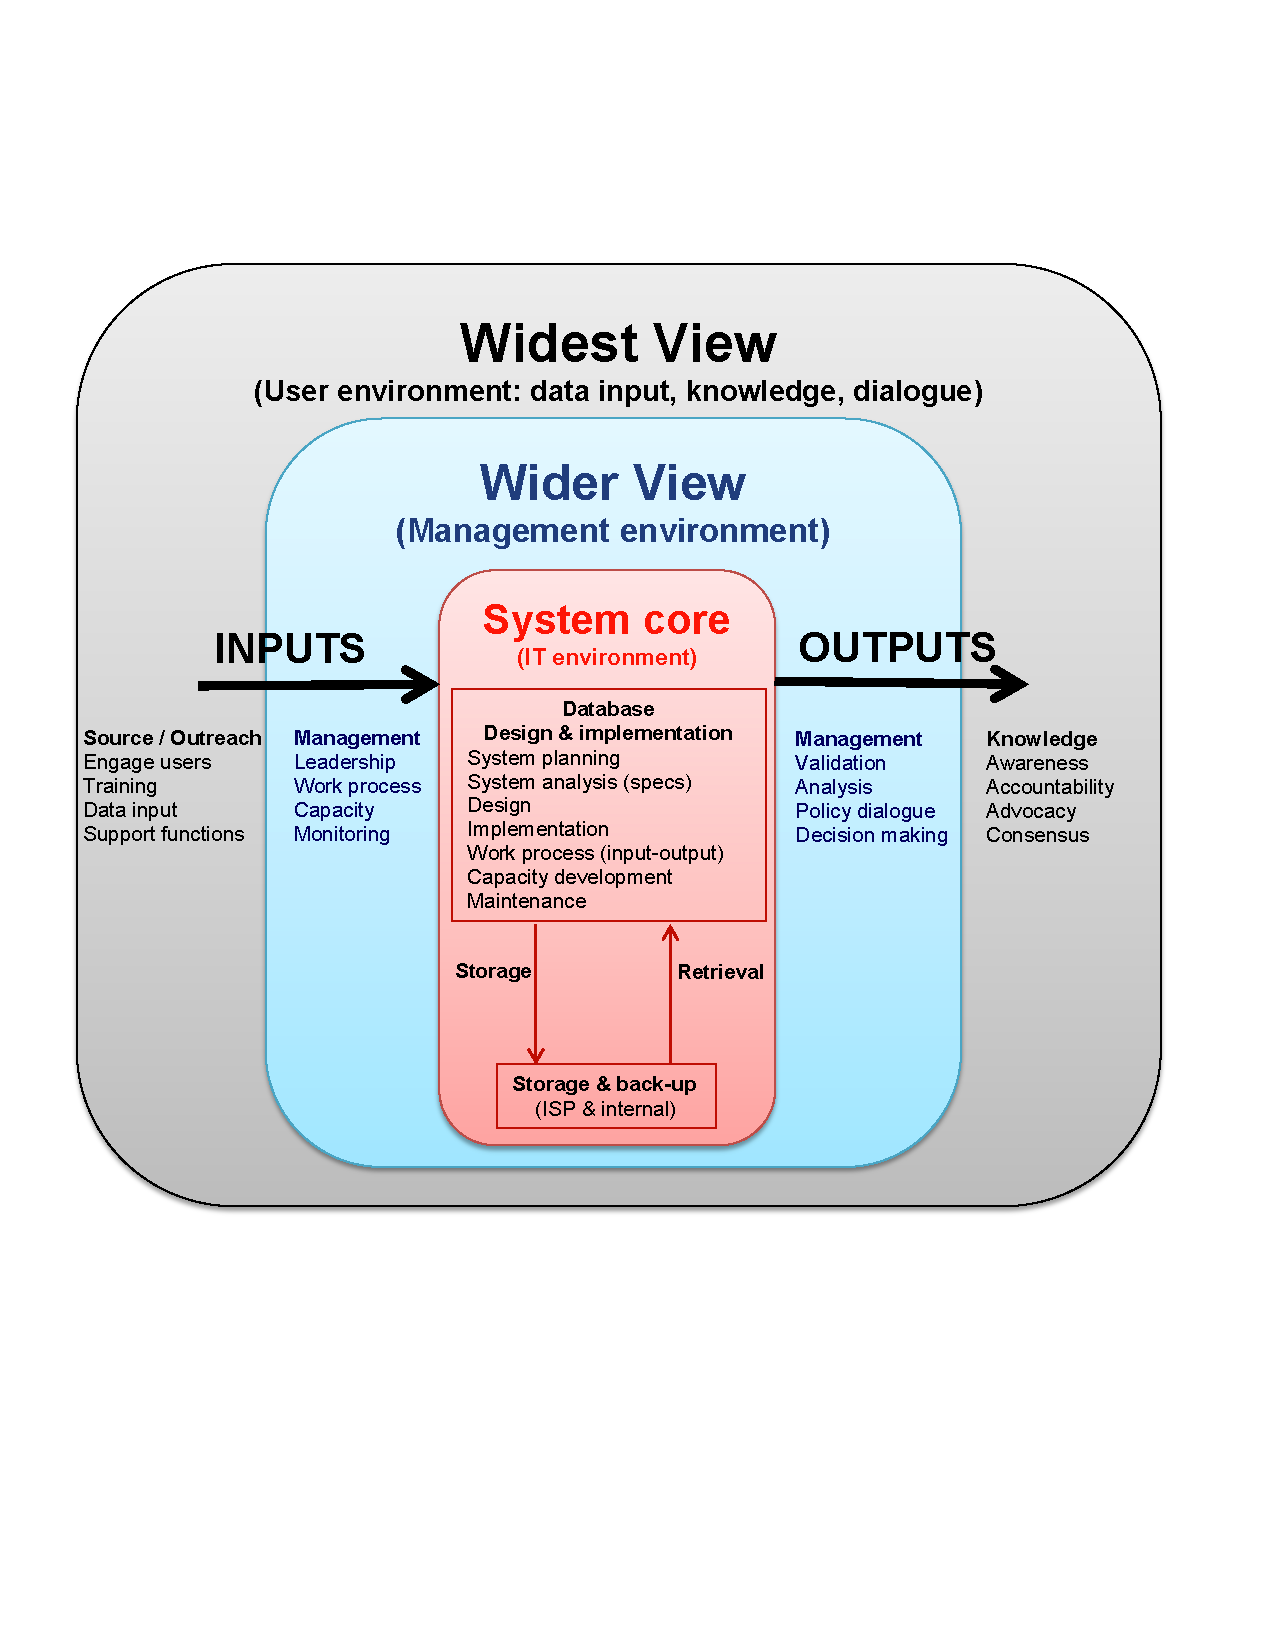 Widest View
(User environment: data input, knowledge, dialogue)
Wider View
(Management environment)
System core
(IT environment)
INPUTS
OUTPUTS
Source / Outreach
Engage users
Training
Data input
Support functions
Management
Leadership
Work process
Capacity
Monitoring
Database
Design & implementation
System planning
System analysis (specs)
Design
Implementation
Work process (input-output)
Capacity development
Maintenance
Management
Validation
Analysis
Policy dialogue
Decision making
Knowledge
Awareness
Accountability
Advocacy
Consensus
Storage
Retrieval
Storage & back-up
(ISP & internal)